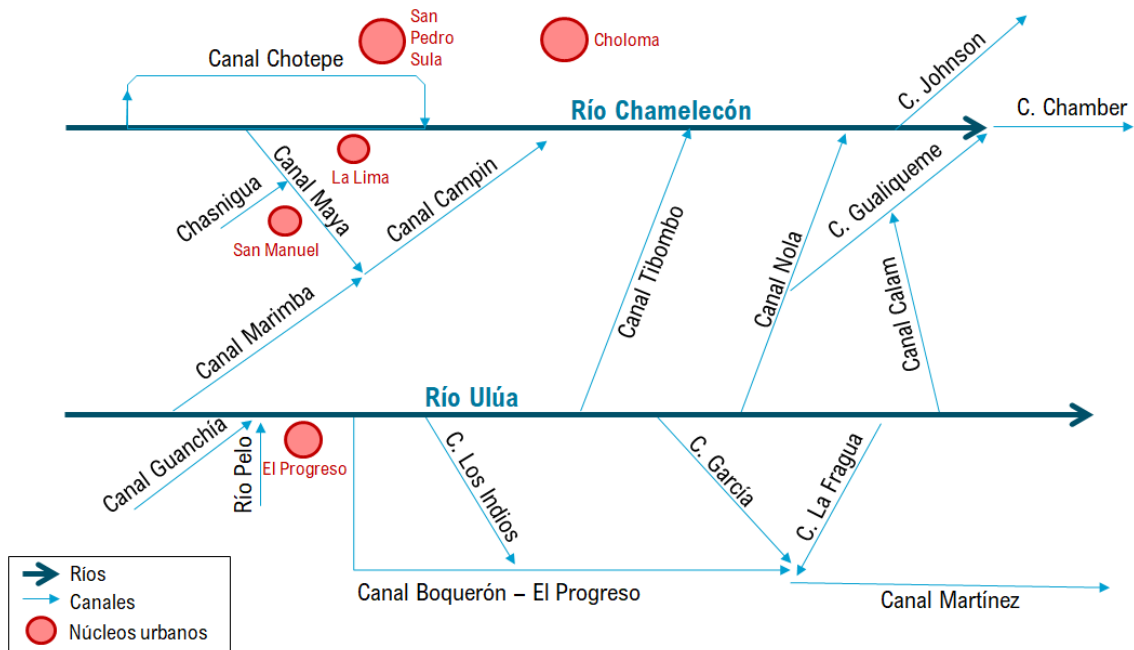 San
Pedro
Sula
Choloma
Canal Chotepe
C. Johnson
Río Chamelecón
C. Chamber
La Lima
Canal Maya
Chasnigua
Canal Campin
C. Gualiqueme
San Manuel
Canal Tibombo
Canal Nola
Canal Calam
Canal Marimba
Río Ulúa
Canal Guanchía
Río Pelo
El Progreso
C. Los Indios
C. García
C. La Fragua
Canal Boquerón – El Progreso
Canal Martínez
Ríos
Canales
Núcleos urbanos